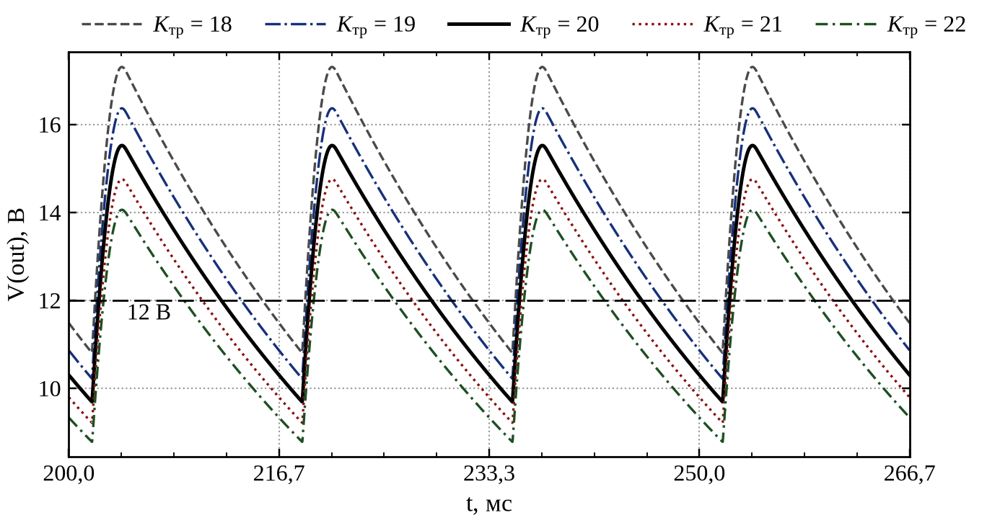 Kтр = 18 Kтр = 19 Kтр = 20 Kтр = 21 Kтр = 22
16
14
12
10
V(out), В
12 В
200,0 216,7 233,3 250,0 266,7
t, мс